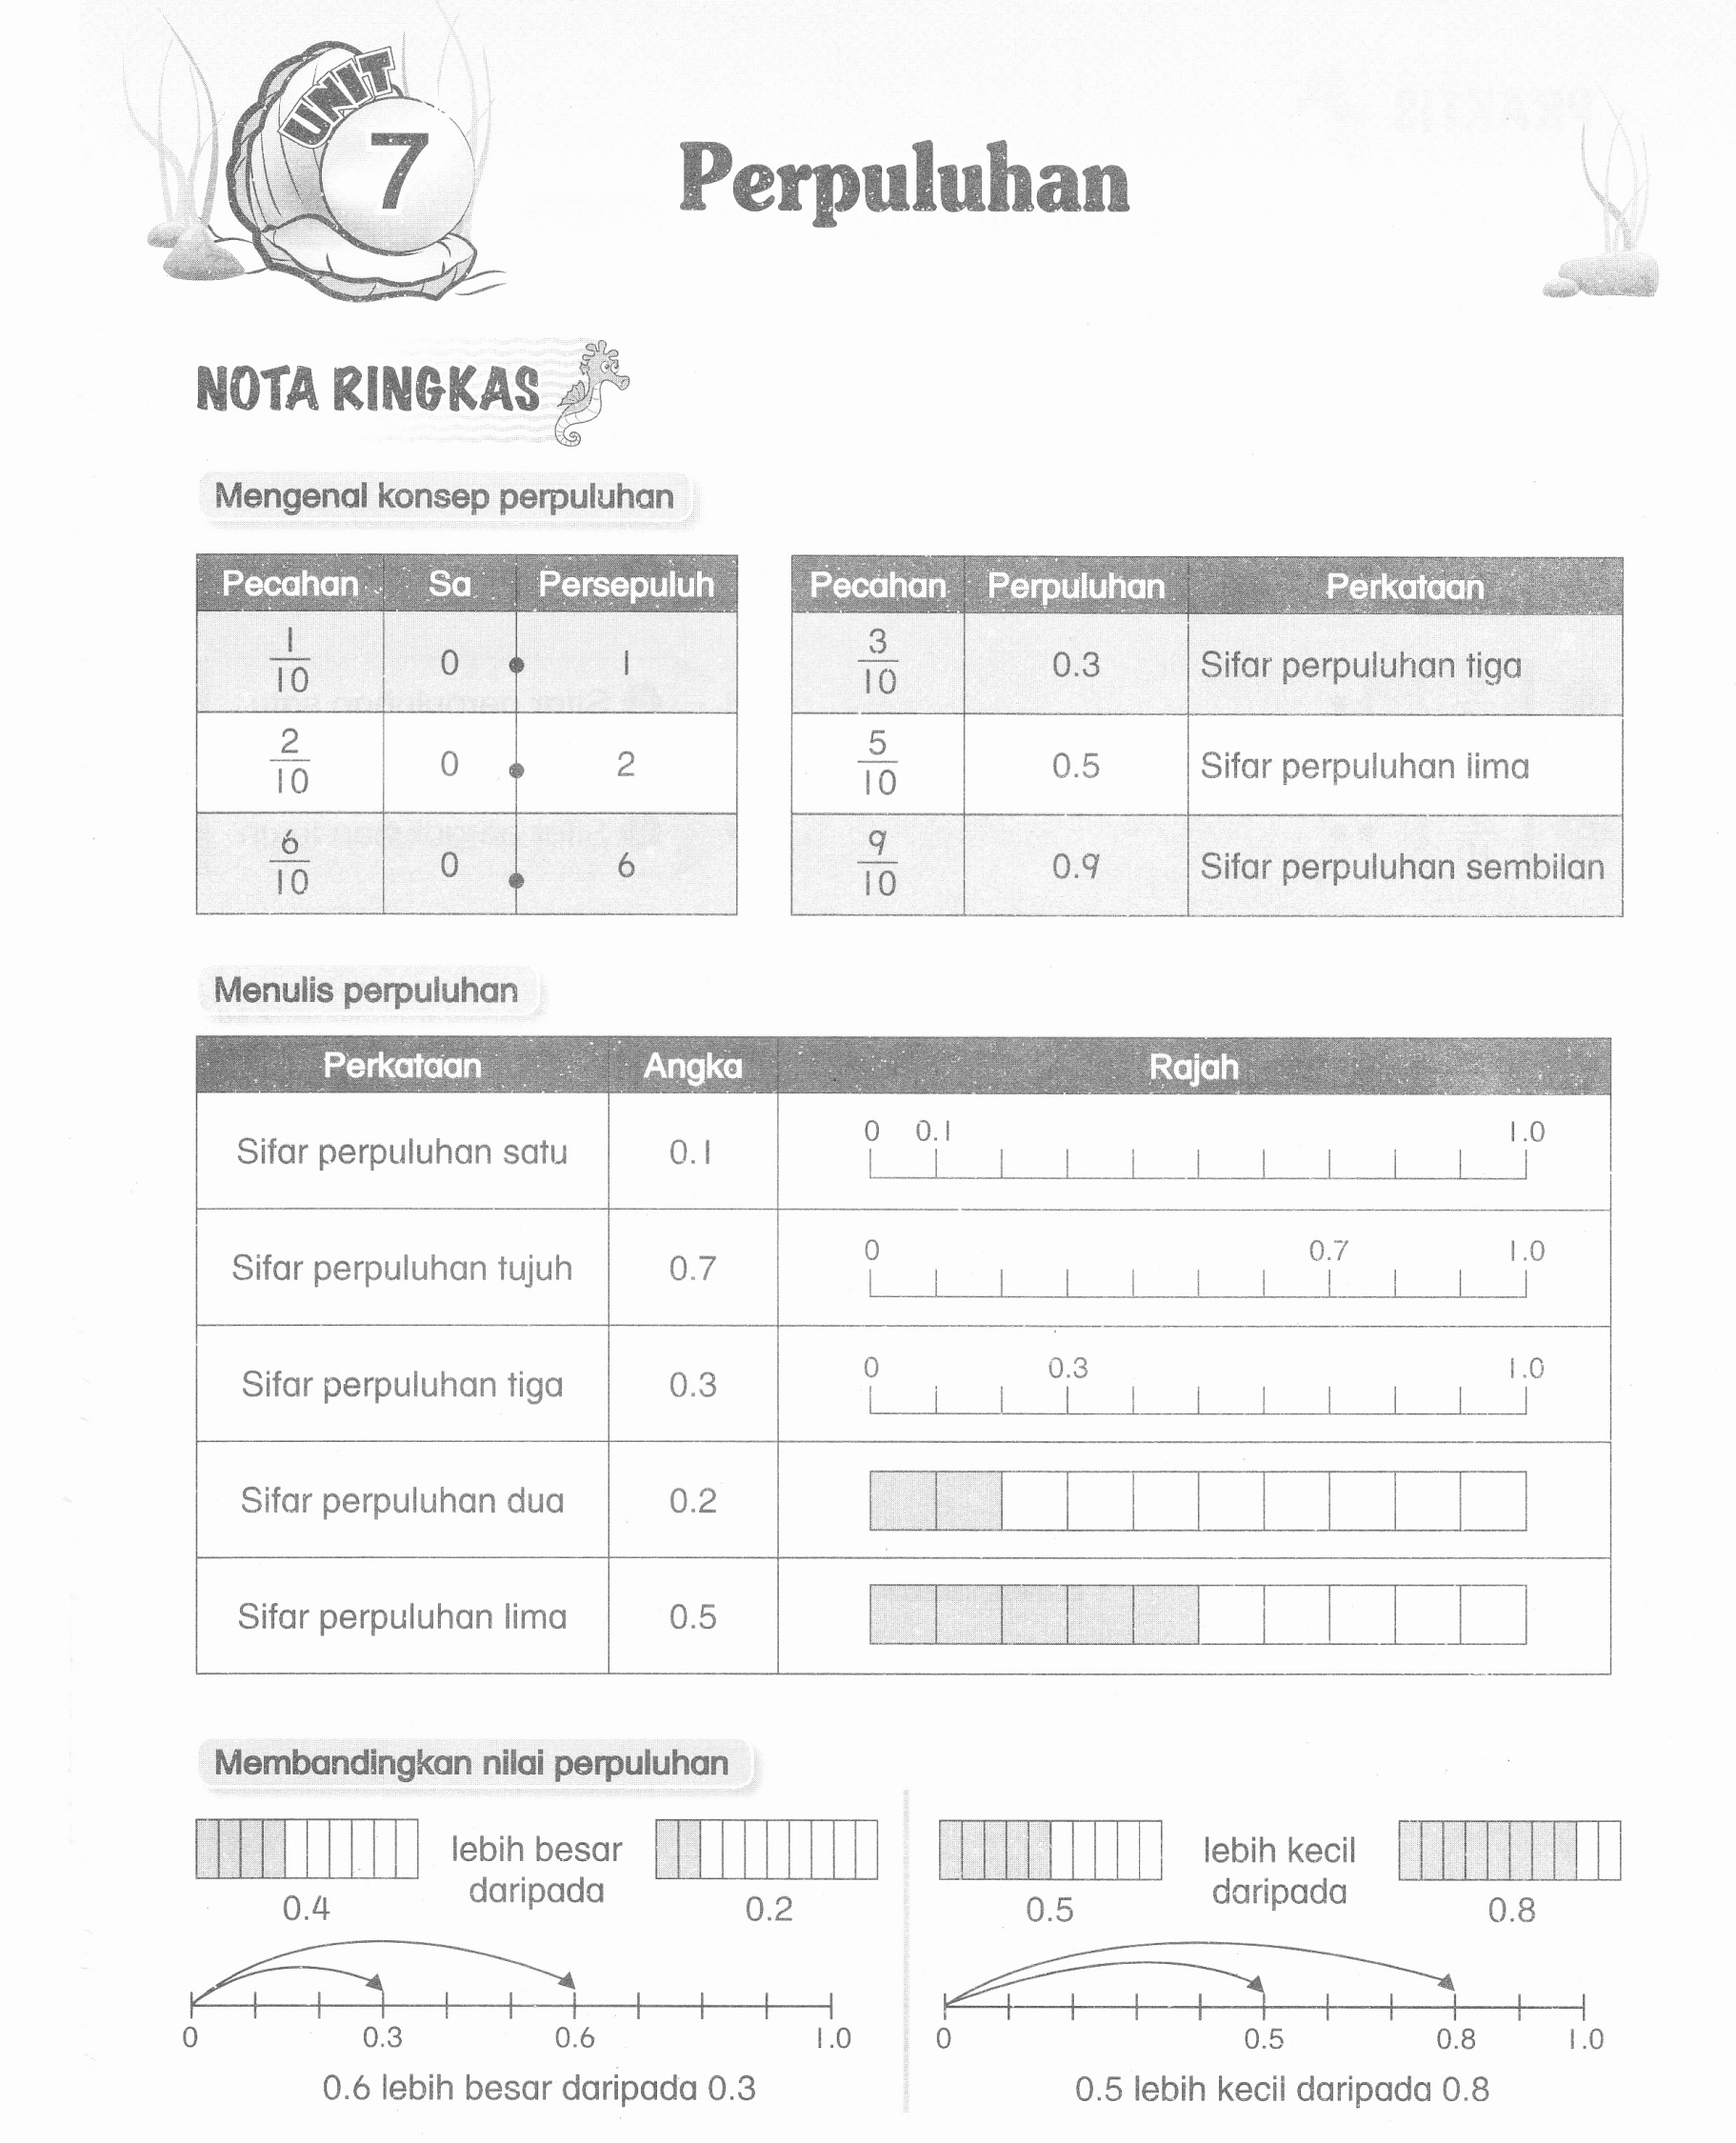 UNIT
7
Perpuluhan
NOTA RINGKAS
Mengenal konsep perpuluhan
Pecahan Sa Persepuluh
1/10 0 • 1
2/10 0 • 2
6/10 0 • 6
Pecahan Perpuluhan Perkataan
3/10 0.3 Sifar perpuluhan tiga
5/10 0.5 Sifar perpuluhan lima
9/10 0.9 Sifar perpuluhan sembilan
Menulis perpuluhan
Perkataan Angka Rajah
Sifar perpuluhan satu 0.1 0 0.1 1.0
Sifar perpuluhan tujuh 0.7 0 0.7 1.0
Sifar perpuluhan tiga 0.3 0 0.3 1.0
Sifar perpuluhan dua 0.2
Sifar perpuluhan lima 0.5
Membandingkan nilai perpuluhan
lebih besar
daripada
0.4 0.2
0 0.3 0.6 1.0
0.6 lebih besar daripada 0.3
lebih kecil
daripada
0.5 0.8
0 0.5 0.8 1.0
0.5 lebih kecil daripada 0.8